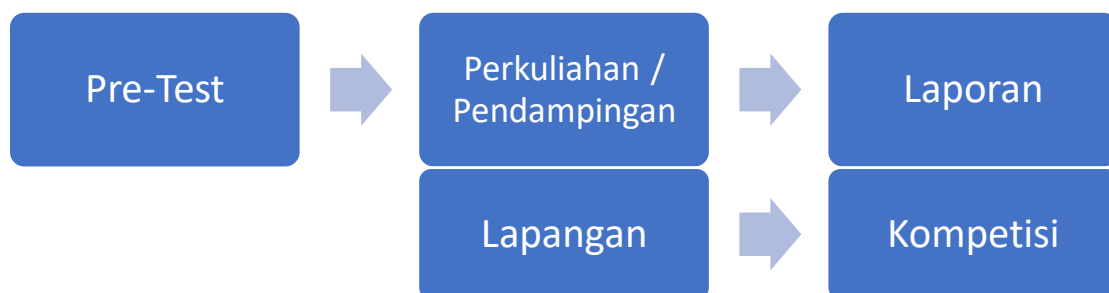 Pre-Test
Perkuliahan /
Pendampingan
Laporan
Lapangan
Kompetisi